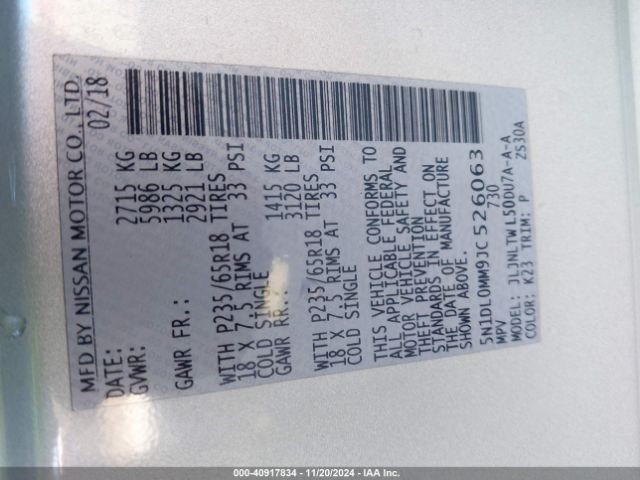 MFD BY NISSAN MOTOR CO., LTD.
DATE: 02/18
GVWR: 2715 KG
5986 LB
GAWR FR.: 1325 KG
2921 LB
WITH P235/65R18 TIRES
18 X 7.5 RIMS AT 33 PSI
COLD SINGLE
GAWR RR.: 1415 KG
3120 LB
WITH P235/65R18 TIRES
18 X 7.5 RIMS AT 33 PSI
COLD SINGLE
THIS VEHICLE CONFORMS TO
ALL APPLICABLE FEDERAL
MOTOR VEHICLE SAFETY AND
THEFT PREVENTION
STANDARDS IN EFFECT ON
THE DATE OF MANUFACTURE
SHOWN ABOVE.
5N1DL0MM9JC526063
MPV 730
MODEL: JLJNLTWL50DU7A-A-A
COLOR: K23 TRIM: P ZS30A
000-40917834 - 11/20/2024 - IAA Inc.